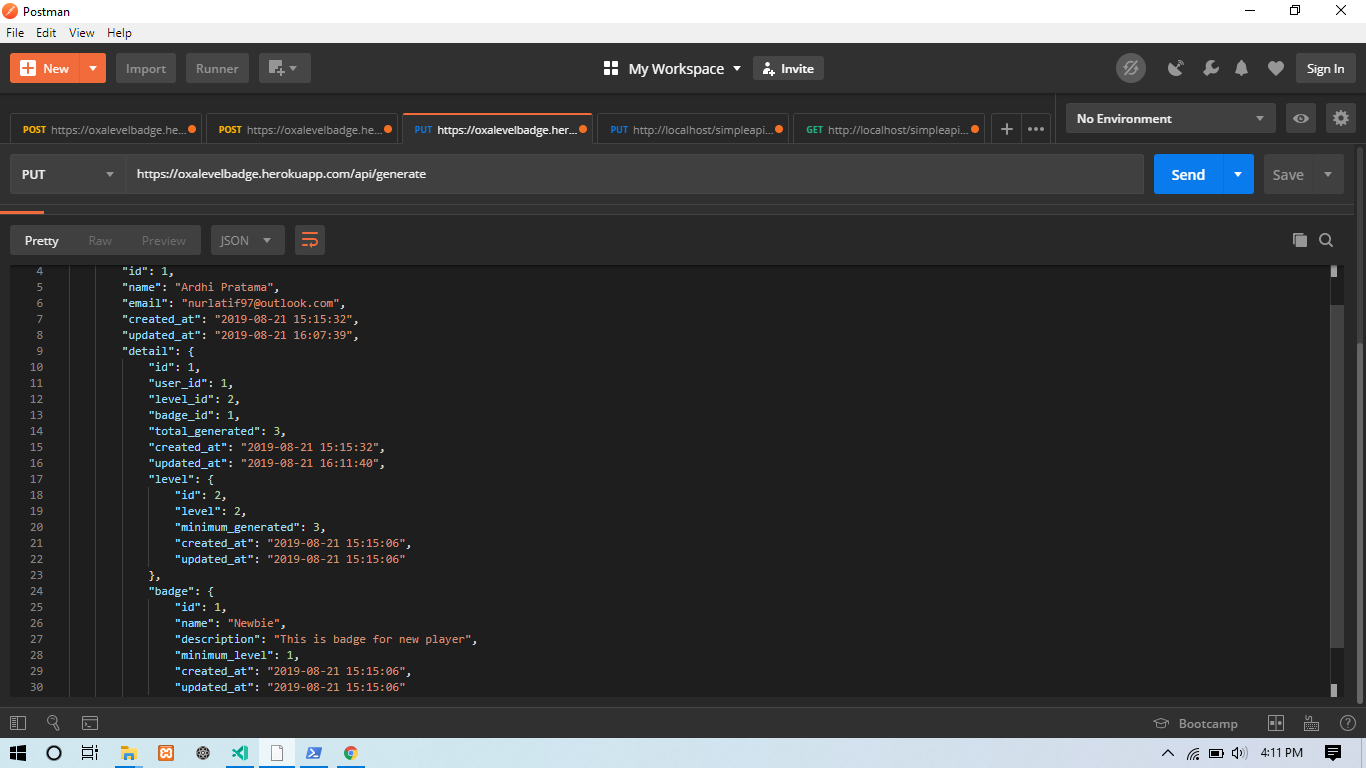 Postman
File Edit View Help
New Import Runner My Workspace Invite Sign In
POST https://oxalevelbadge.he... POST https://oxalevelbadge.he... PUT https://oxalevelbadge.her... PUT http://localhost/simpleapi... GET http://localhost/simpleapi... No Environment
PUT https://oxalevelbadge.herokuapp.com/api/generate Send Save
Pretty Raw Preview JSON
4 "id": 1,
5 "name": "Ardhi Pratama",
6 "email": "nurlatif97@outlook.com",
7 "created_at": "2019-08-21 15:15:32",
8 "updated_at": "2019-08-21 16:07:39",
9 "detail": {
10 "id": 1,
11 "user_id": 1,
12 "level_id": 2,
13 "badge_id": 1,
14 "total_generated": 3,
15 "created_at": "2019-08-21 15:15:32",
16 "updated_at": "2019-08-21 16:11:40",
17 "level": {
18 "id": 2,
19 "level": 2,
20 "minimum_generated": 3,
21 "created_at": "2019-08-21 15:15:06",
22 "updated_at": "2019-08-21 15:15:06"
23 },
24 "badge": {
25 "id": 1,
26 "name": "Newbie",
27 "description": "This is badge for new player",
28 "minimum_level": 1,
29 "created_at": "2019-08-21 15:15:06",
30 "updated_at": "2019-08-21 15:15:06"
Bootcamp
4:11 PM